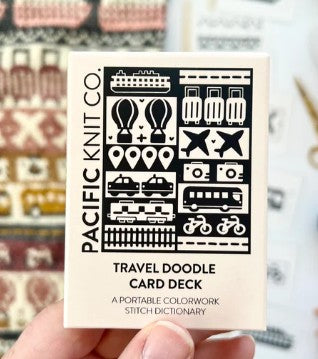 PACIFIC KNIT CO.
TRAVEL DOODLE
CARD DECK
A PORTABLE COLORWORK
STITCH DICTIONARY